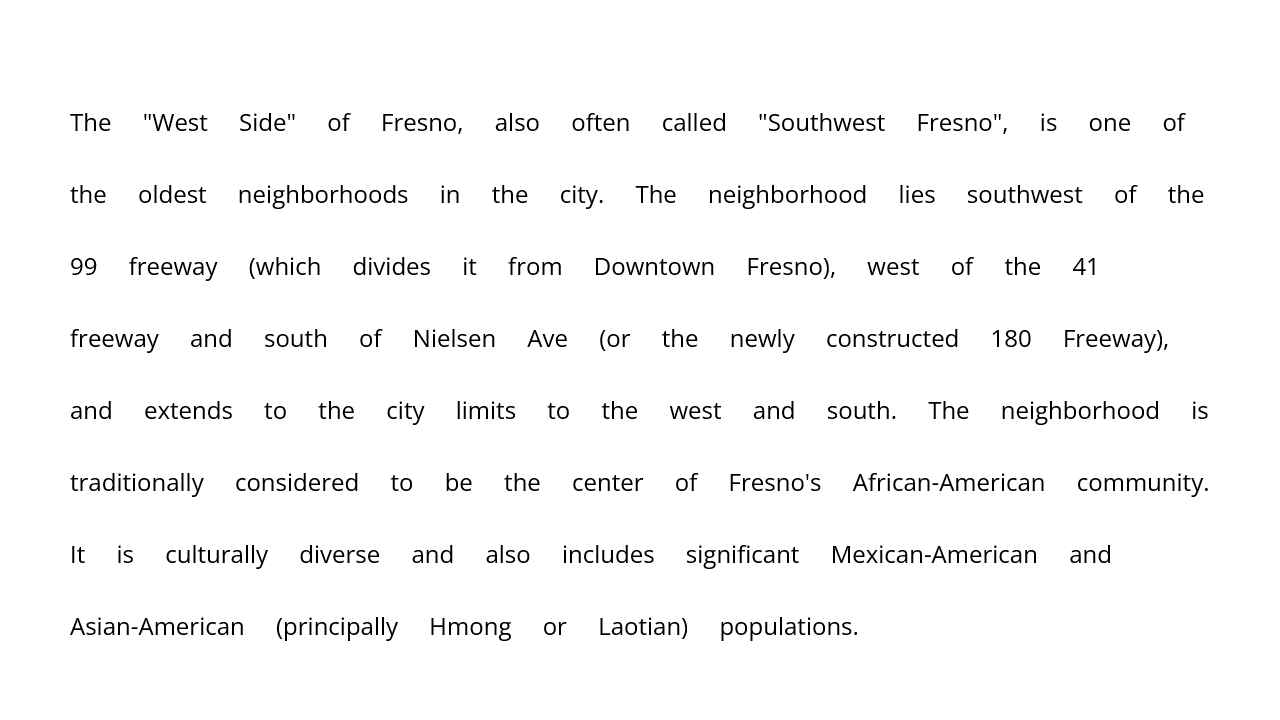 The "West Side" of Fresno, also often called "Southwest Fresno", is one of
the oldest neighborhoods in the city. The neighborhood lies southwest of the
99 freeway (which divides it from Downtown Fresno), west of the 41
freeway and south of Nielsen Ave (or the newly constructed 180 Freeway),
and extends to the city limits to the west and south. The neighborhood is
traditionally considered to be the center of Fresno's African-American community.
It is culturally diverse and also includes significant Mexican-American and
Asian-American (principally Hmong or Laotian) populations.